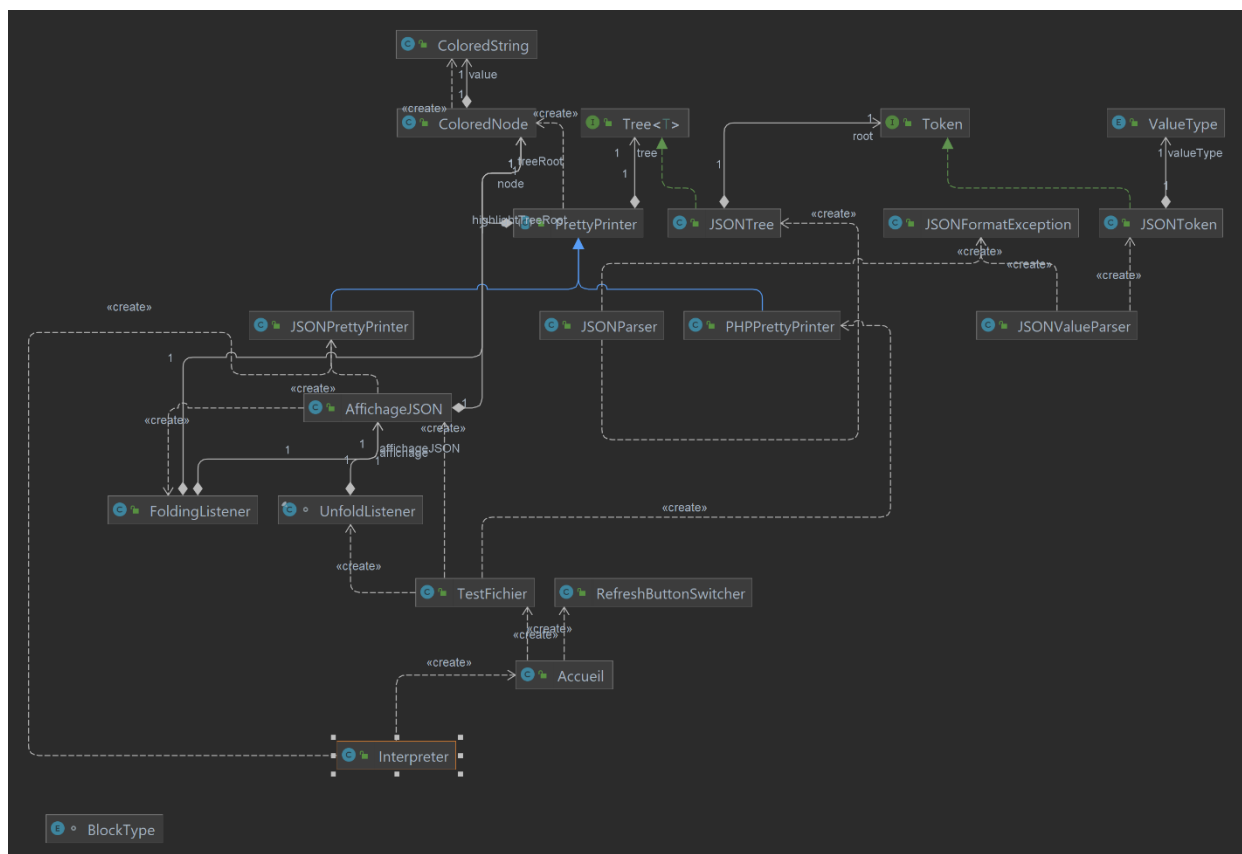 ColoredString
1 value
1
«create»
ColoredNode
«create»
Tree<T>
Token
ValueType
1 treeRoot
node
1 tree
1
1
root
1
1 valueType
1
highlightTreeRoot
PrettyPrinter
JSONTree
«create»
JSONFormatException
JSONToken
«create»
«create»
«create»
«create»
JSONPrettyPrinter
JSONParser
PHPPrettyPrinter
JSONValueParser
1
«create»
AffichageJSON
1
«create»
«create»
1
1
affichageJSON
affichage
1
FoldingListener
UnfoldListener
«create»
«create»
TestFichier
RefreshButtonSwitcher
«create»
«create»
«create»
Accueil
Interpreter
BlockType